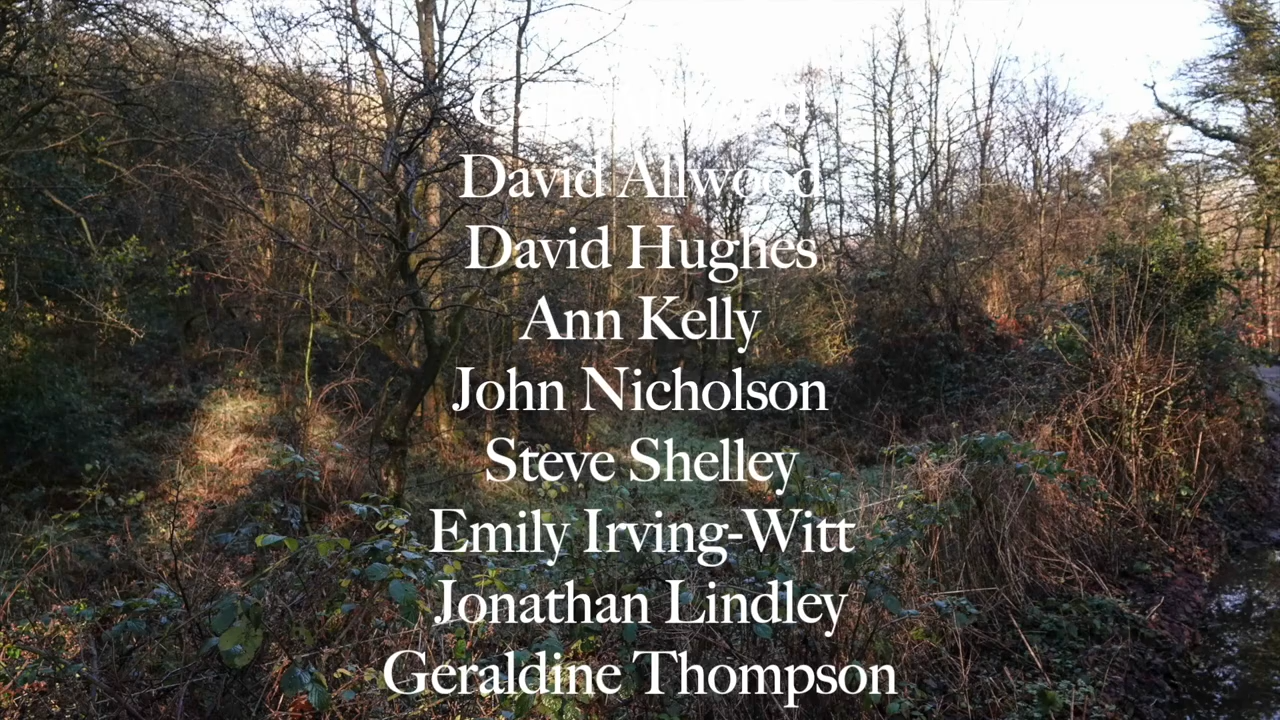 David Allwood
David Hughes
Ann Kelly
John Nicholson
Steve Shelley
Emily Irving-Witt
Jonathan Lindley
Geraldine Thompson